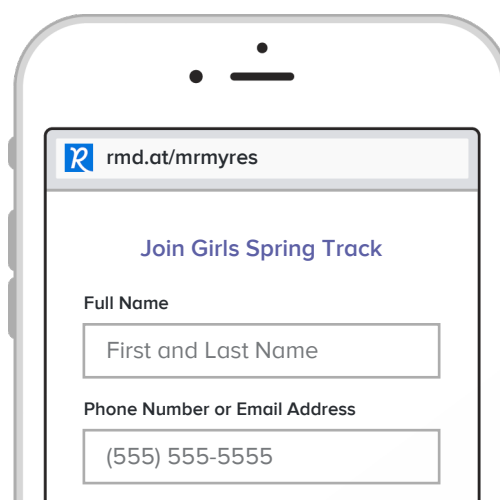 R rmd.at/mrmyres
Join Girls Spring Track
Full Name
First and Last Name
Phone Number or Email Address
(555) 555-5555